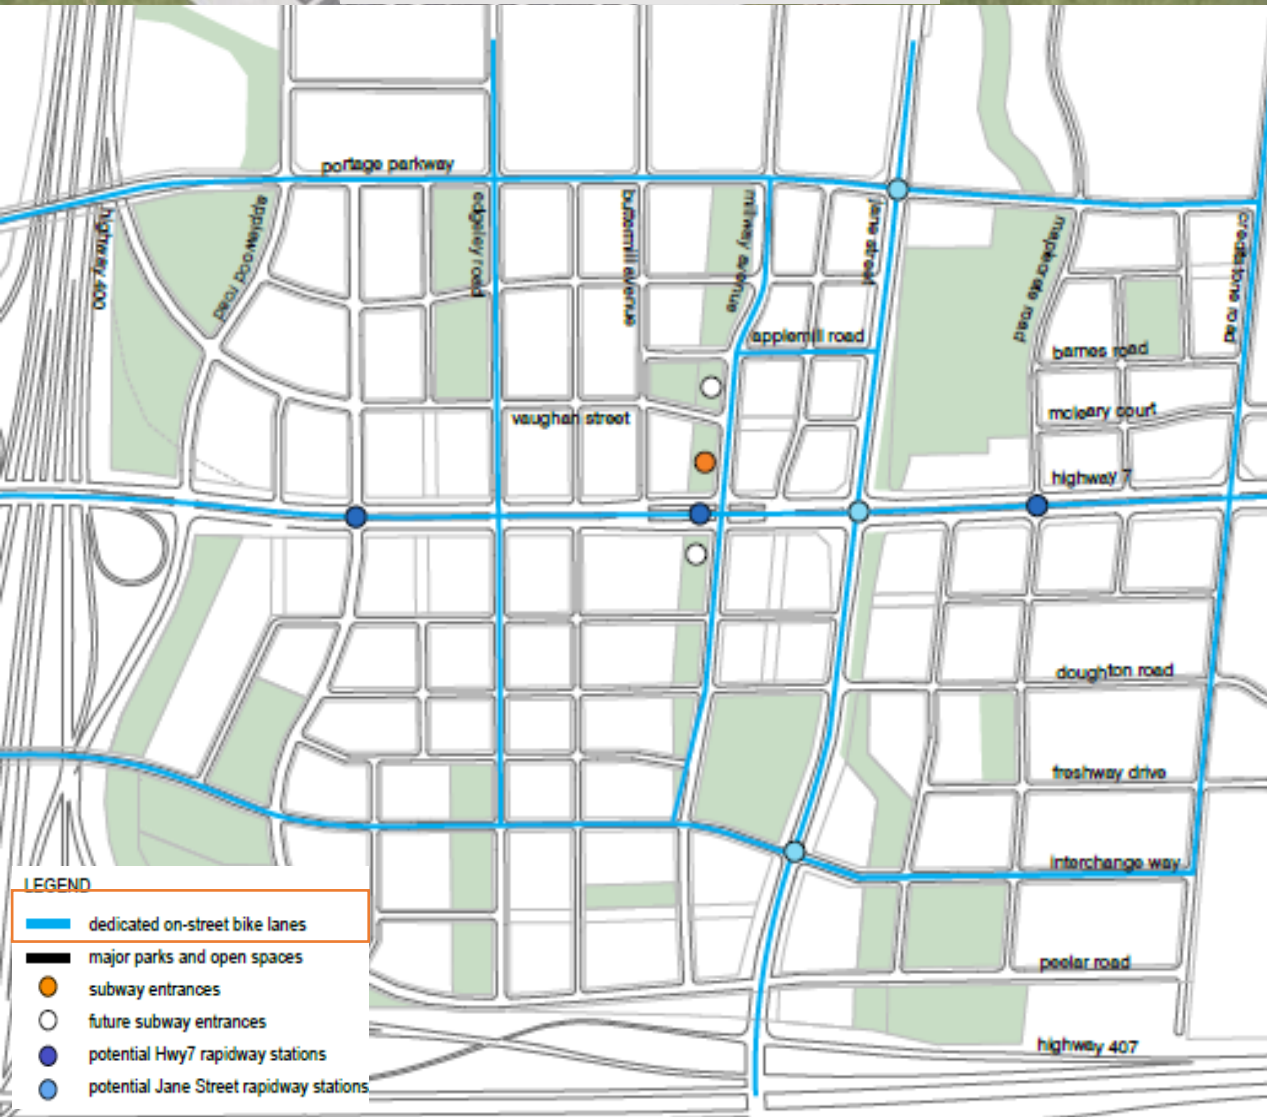 portage parkway
highway 400
applewood road
edgeley road
buttermill avenue
millway avenue
jane street
maplecrete road
creditstone road
applemill road
barnes road
vaughan street
mcleary court
highway 7
doughton road
freshway drive
interchange way
peelar road
highway 407
LEGEND
dedicated on-street bike lanes
major parks and open spaces
subway entrances
future subway entrances
potential Hwy7 rapidway stations
potential Jane Street rapidway stations